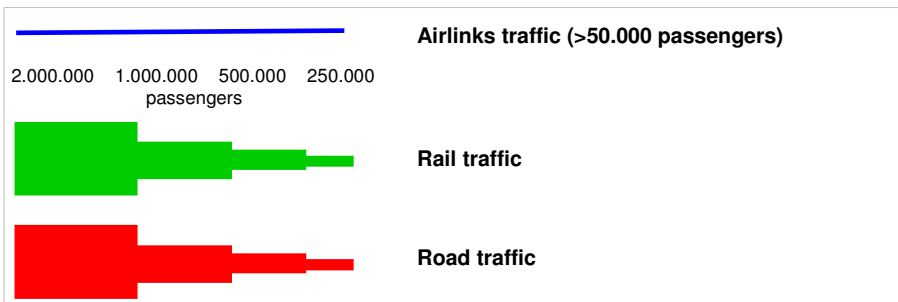 Airlinks traffic (>50.000 passengers)
2.000.000 1.000.000 500.000 250.000
passengers
Rail traffic
Road traffic